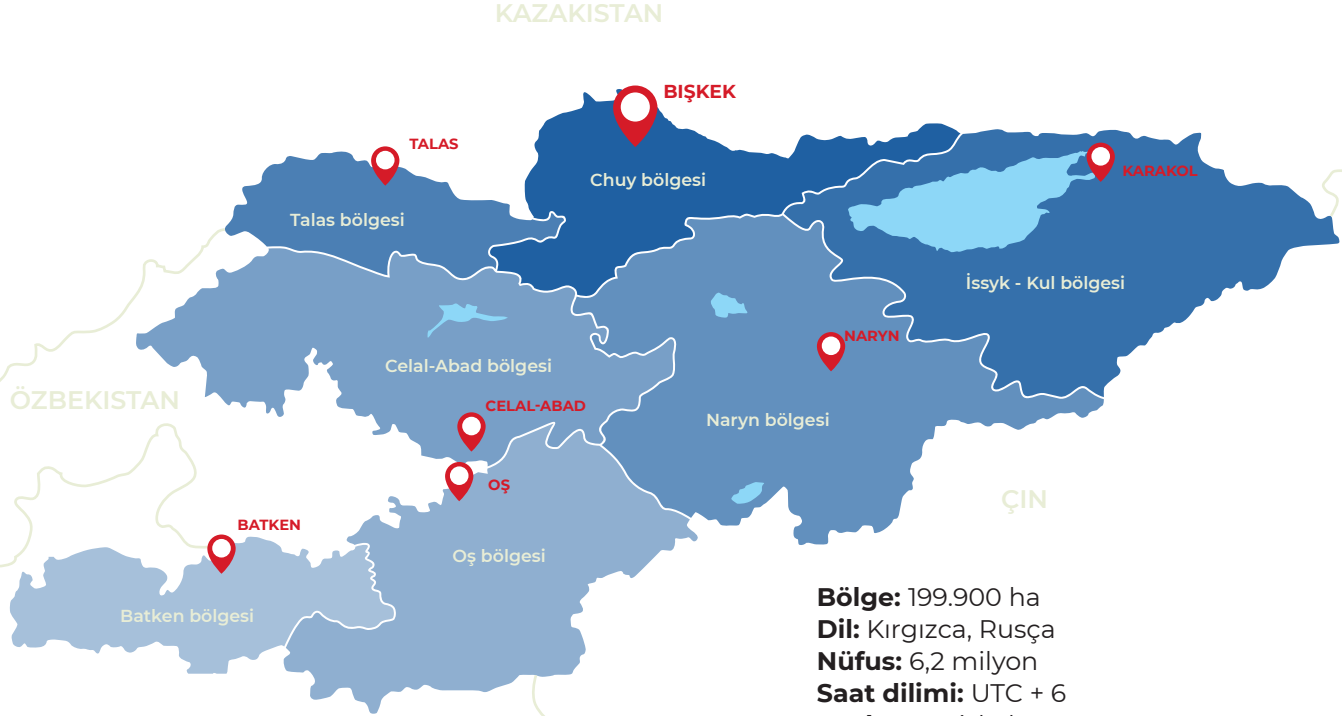 KAZAKISTAN
BIŞKEK
TALAS
Chuy bölgesi
KARAKOL
Talas bölgesi
İssyk - Kul bölgesi
NARYN
Celal-Abad bölgesi
ÖZBEKISTAN
CELAL-ABAD
Naryn bölgesi
OŞ
ÇIN
BATKEN
Oş bölgesi
Batken bölgesi
Bölge: 199.900 ha
Dil: Kırgızca, Rusça
Nüfus: 6,2 milyon
Saat dilimi: UTC + 6